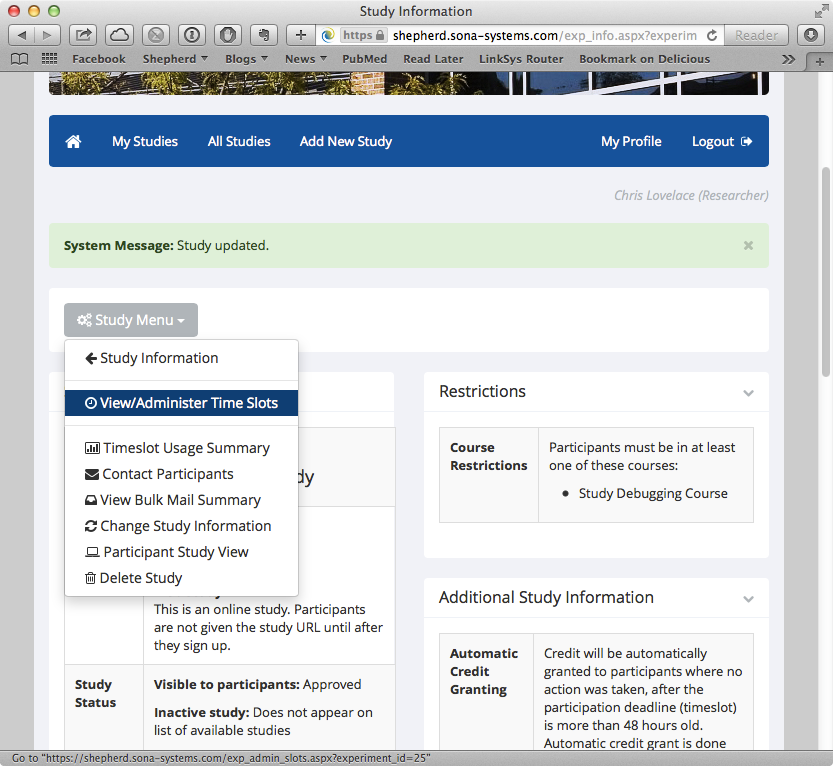 Study Information
https shepherd.sona-systems.com/exp_info.aspx?experim Reader
Facebook Shepherd Blogs News PubMed Read Later LinkSys Router Bookmark on Delicious
My Studies All Studies Add New Study My Profile Logout
Chris Lovelace (Researcher)
System Message: Study updated.
Study Menu
Study Information
View/Administer Time Slots
Timeslot Usage Summary
Contact Participants
View Bulk Mail Summary
Change Study Information
Participant Study View
Delete Study
dy
This is an online study. Participants
are not given the study URL until after
they sign up.
Study
Status
Visible to participants: Approved
Inactive study: Does not appear on
list of available studies
Restrictions
Course
Restrictions
Participants must be in at least
one of these courses:
• Study Debugging Course
Additional Study Information
Automatic
Credit
Granting
Credit will be automatically
granted to participants where no
action was taken, after the
participation deadline (timeslot)
is more than 48 hours old.
Automatic credit grant is done
Go to "https://shepherd.sona-systems.com/exp_admin_slots.aspx?experiment_id=25"